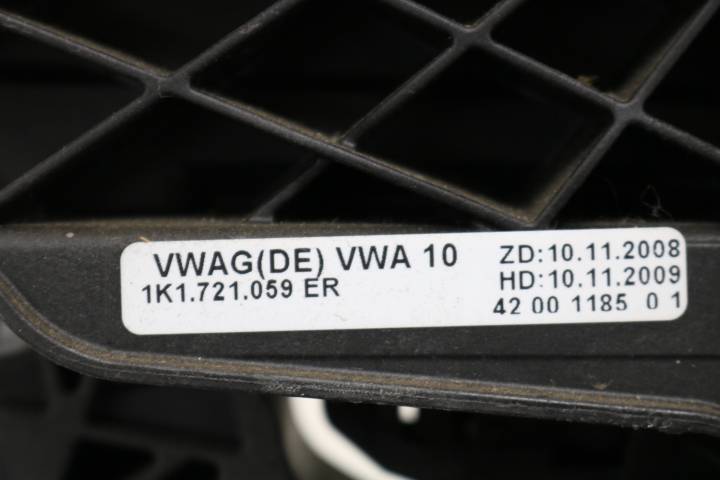 VWAG(DE) VWA 10
1K1.721.059 ER
ZD:10.11.2008
HD:10.11.2009
42 00 1185 0 1